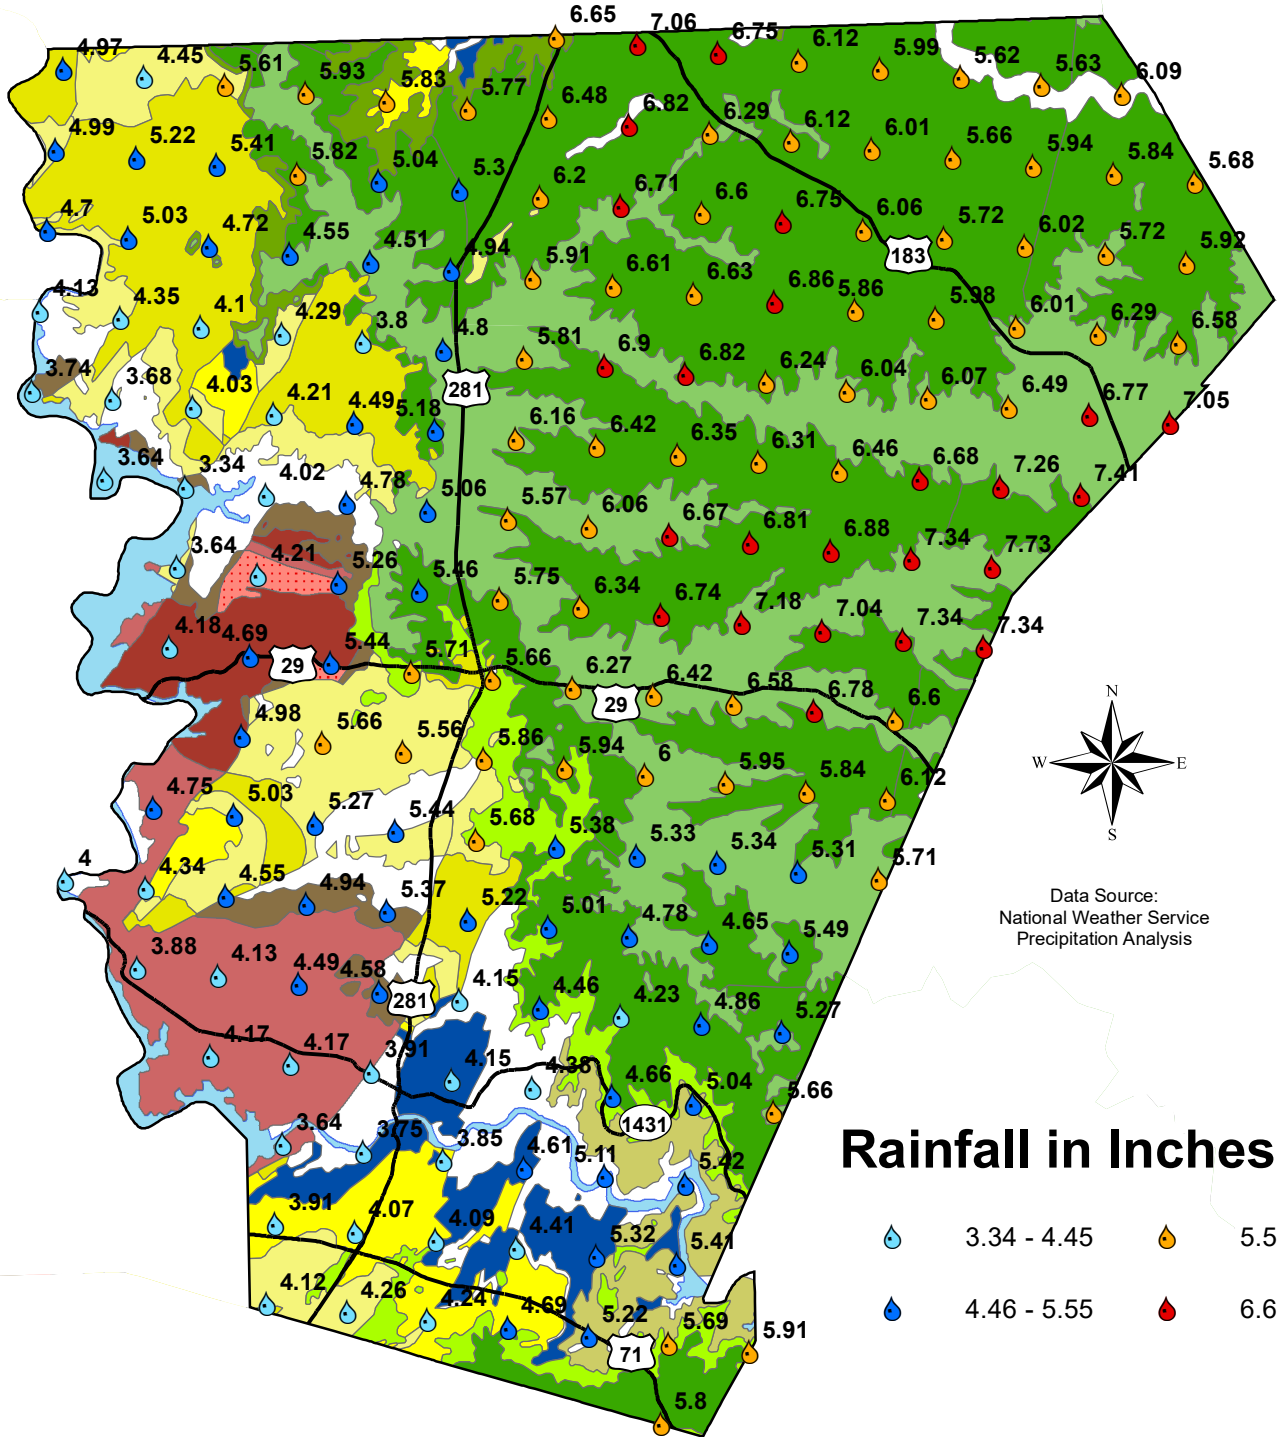 6.65 7.06 6.75 6.12 5.99 5.62 5.63 6.09
4.97 4.45 5.61 5.93 5.83 5.77 6.48 6.82 6.29 6.12 6.01 5.66 5.94 5.84 5.68
4.99 5.22 5.41 5.82 5.04 5.3 6.2 6.71 6.6 6.75 6.06 5.72 6.02 5.72 5.92
4.7 5.03 4.72 4.55 4.51 4.94 5.91 6.61 6.63 6.86 5.86 5.98 6.01 6.29 6.58
183
4.13 4.35 4.1 4.29 3.8 4.8 5.81 6.9 6.82 6.24 6.04 6.07 6.49 6.77 7.05
281
3.74 3.68 4.03 4.21 4.49 5.18 6.16 6.42 6.35 6.31 6.46 6.68 7.26 7.41
3.64 3.34 4.02 4.78 5.06 5.57 6.06 6.67 6.81 6.88 7.34 7.73
3.64 4.21 5.26 5.46 5.75 6.34 6.74 7.18 7.04 7.34 7.34
4.18 4.69 5.44 5.71 5.66 6.27 6.42 6.58 6.78 6.6
29
29
4.98 5.66 5.56 5.86 5.94 6 5.95 5.84 6.12
4.75 5.03 5.27 5.44 5.68 5.38 5.33 5.34 5.31 5.71
4 4.34 4.55 4.94 5.37 5.22 5.01 4.78 4.65 5.49
3.88 4.13 4.49 4.58 4.15 4.46 4.23 4.86 5.27
281
4.17 4.17 3.91 4.15 4.38 4.66 5.04 5.66
1431
3.64 3.75 3.85 4.61 5.11 5.42
3.91 4.07 4.09 4.41 5.32 5.41
4.12 4.26 4.24 4.69 5.22 5.69 5.91
71
5.8
N
W E
S
Data Source:
National Weather Service
Precipitation Analysis
Rainfall in Inches
3.34 - 4.45 5.5
4.46 - 5.55 6.6